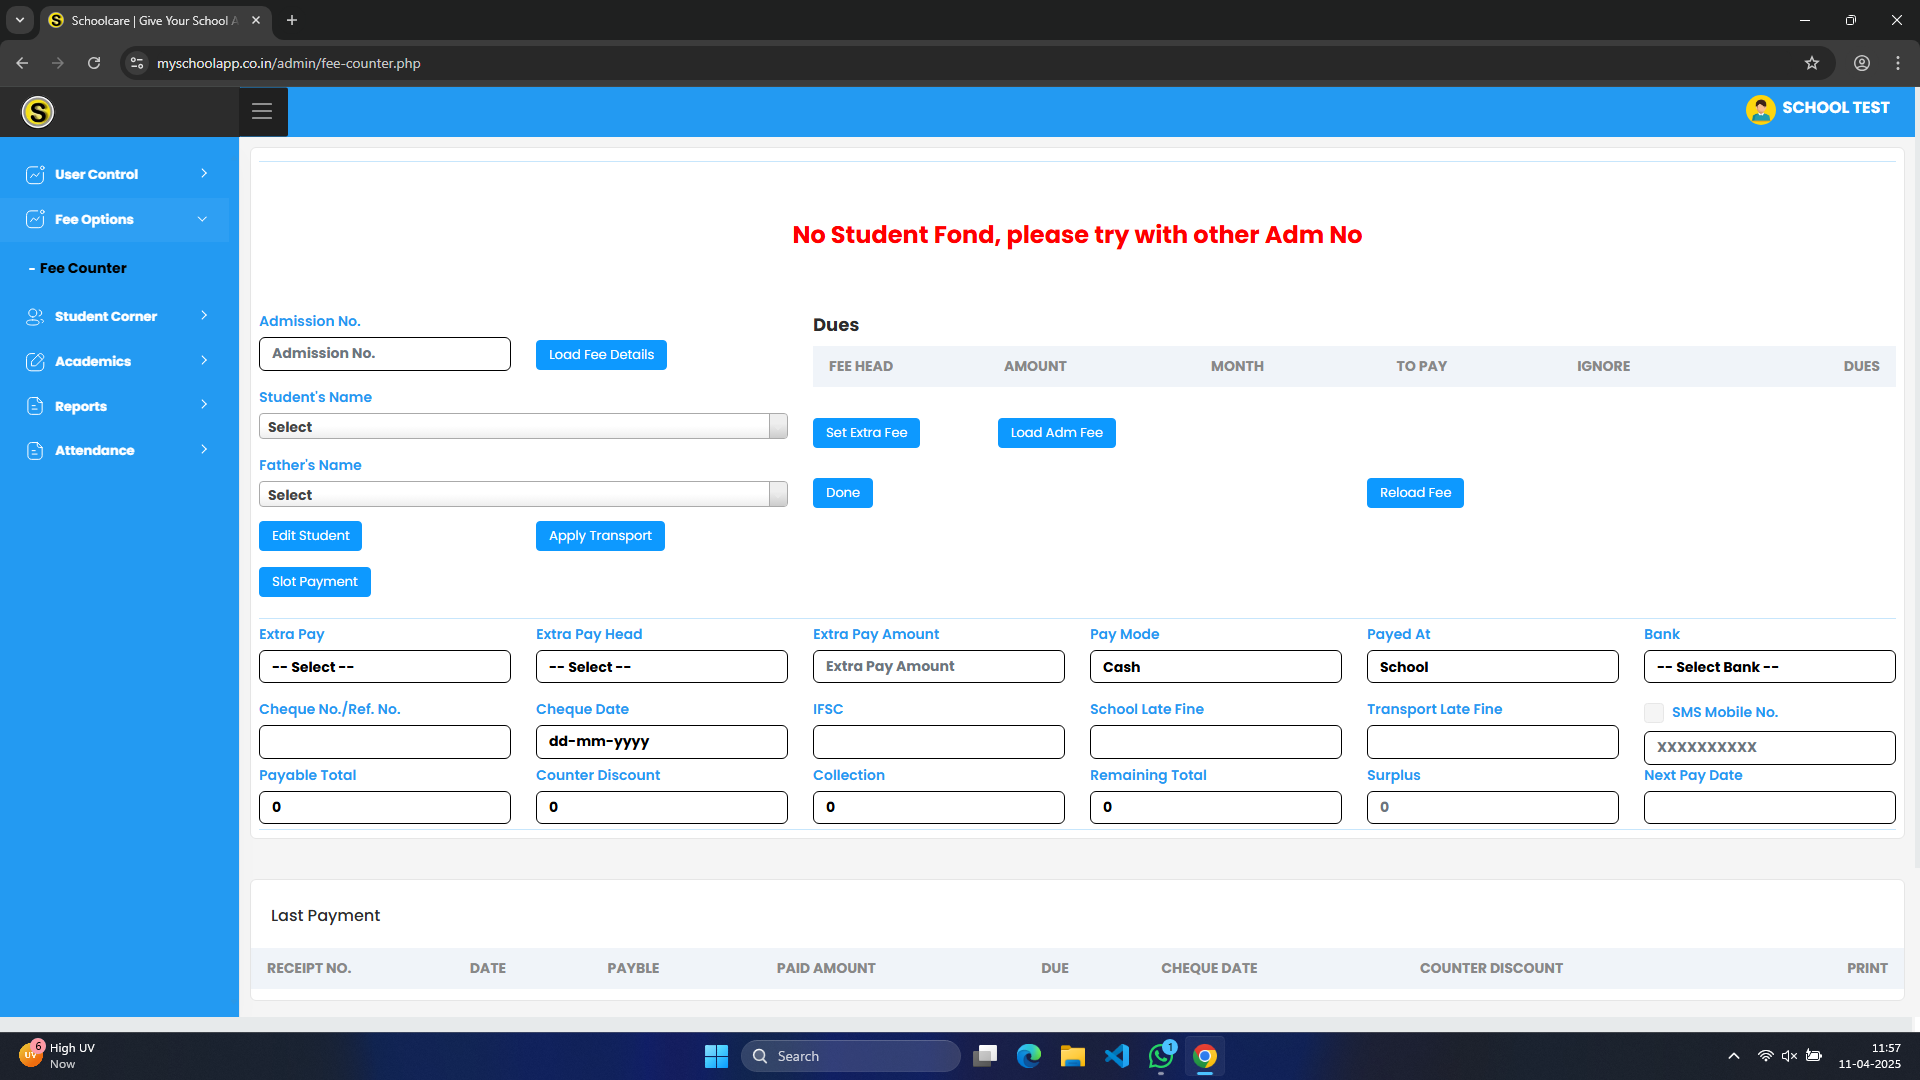 Schoolcare | Give Your School A
myschoolapp.co.in/admin/fee-counter.php
S
SCHOOL TEST
User Control
Fee Options
- Fee Counter
Student Corner
Academics
Reports
Attendance
No Student Fond, please try with other Adm No
Admission No.
Admission No.
Load Fee Details
Student's Name
Select
Father's Name
Select
Edit Student
Apply Transport
Slot Payment
Dues
FEE HEAD AMOUNT MONTH TO PAY IGNORE DUES
Set Extra Fee
Load Adm Fee
Done
Reload Fee
Extra Pay Extra Pay Head Extra Pay Amount Pay Mode Payed At Bank
-- Select -- -- Select -- Extra Pay Amount Cash School -- Select Bank --
Cheque No./Ref. No. Cheque Date IFSC School Late Fine Transport Late Fine SMS Mobile No.
dd-mm-yyyy XXXXXXXXXX
Payable Total Counter Discount Collection Remaining Total Surplus Next Pay Date
0 0 0 0 0
Last Payment
RECEIPT NO. DATE PAYBLE PAID AMOUNT DUE CHEQUE DATE COUNTER DISCOUNT PRINT
UV
6
High UV
Now
Search
1
11:57
11-04-2025